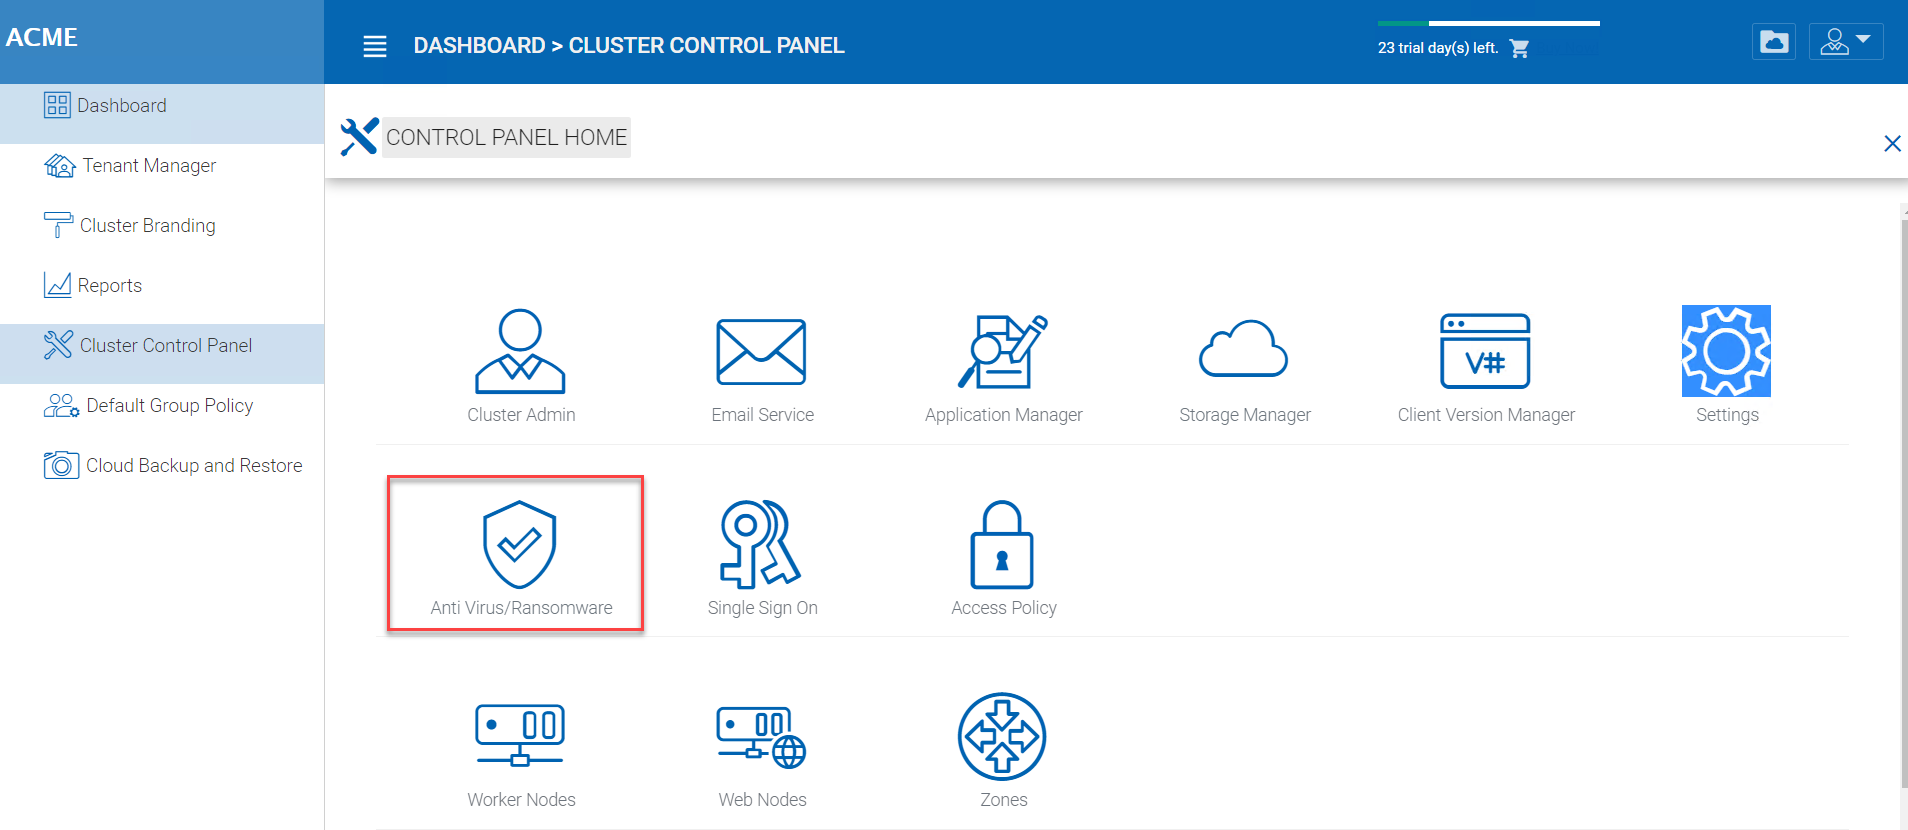 ACME
DASHBOARD > CLUSTER CONTROL PANEL
23 trial day(s) left.
Dashboard
Tenant Manager
Cluster Branding
Reports
Cluster Control Panel
Default Group Policy
Cloud Backup and Restore
CONTROL PANEL HOME
Cluster Admin
Email Service
Application Manager
Storage Manager
V#
Client Version Manager
Settings
Anti Virus/Ransomware
Single Sign On
Access Policy
Worker Nodes
Web Nodes
Zones